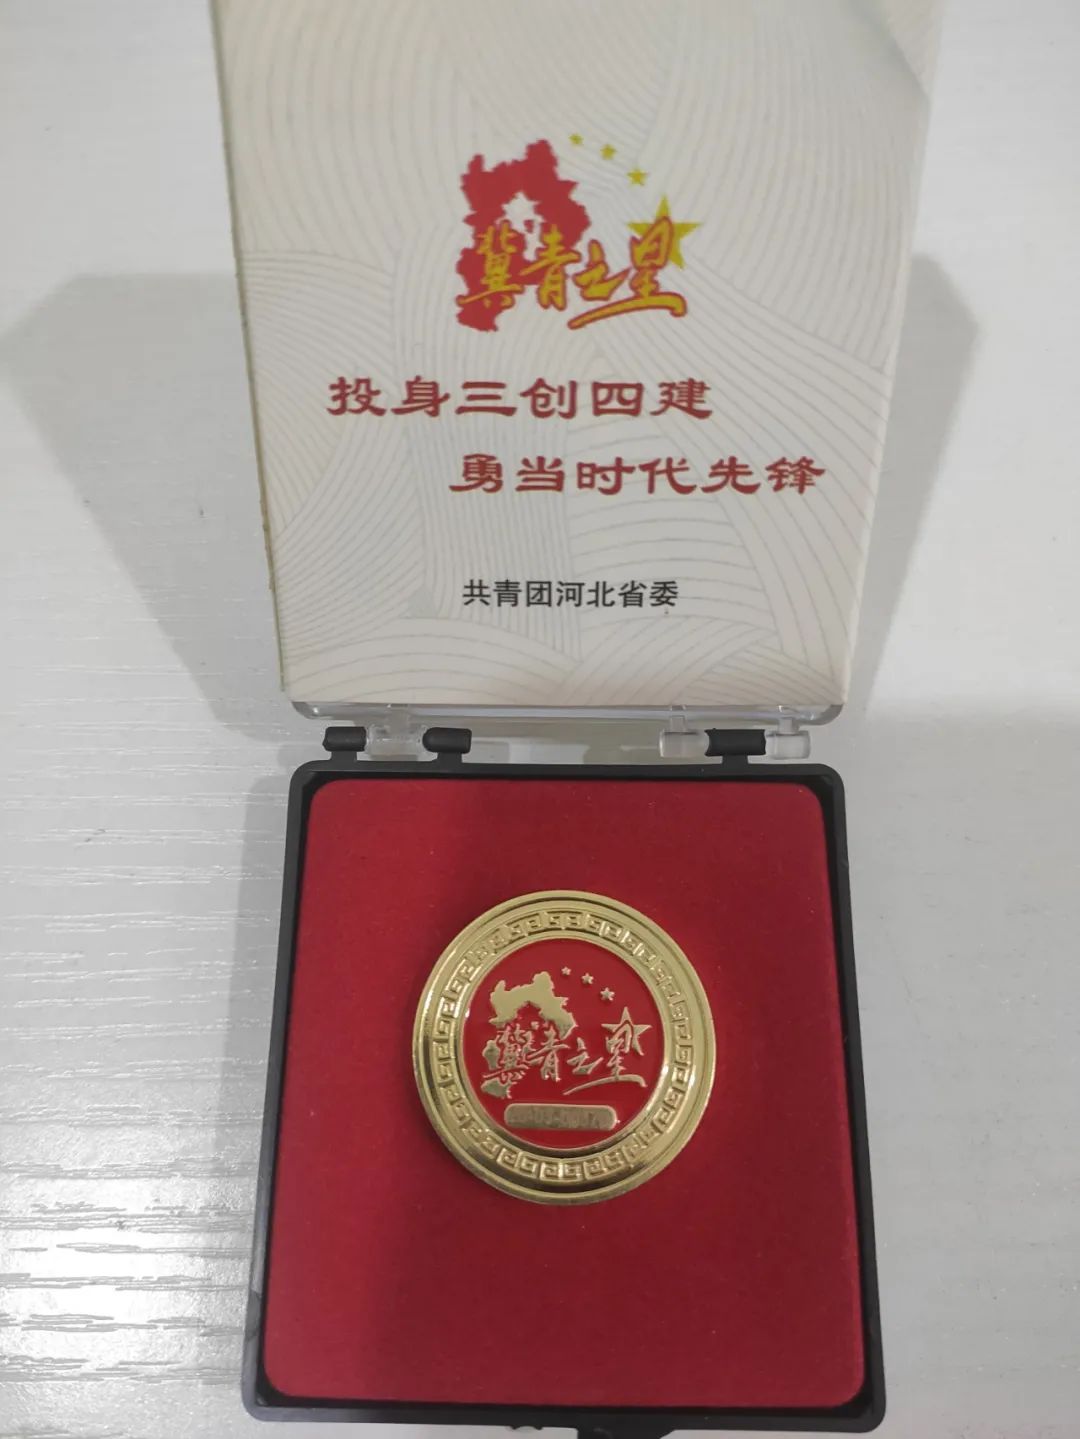 冀青之星
投身三创四建
勇当时代先锋
共青团河北省委
冀青之星